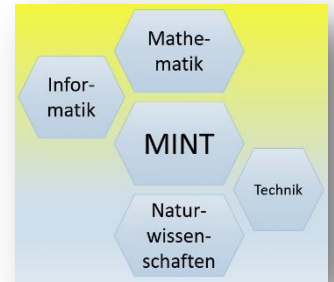 Mathe-
matik
Infor-
matik
MINT
Technik
Natur-
wissen-
schaften